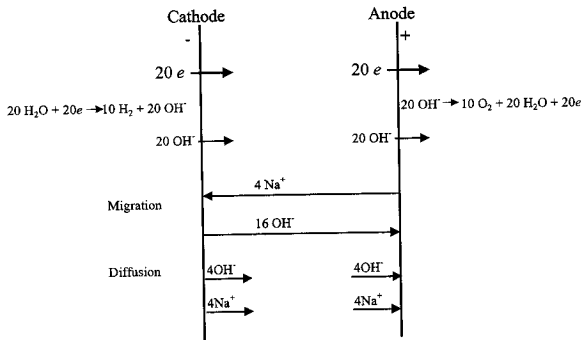 Cathode Anode
- +
20 e 20 e
20 H₂O + 20e → 10 H₂ + 20 OH⁻ 20 OH⁻ → 10 O₂ + 20 H₂O + 20e
20 OH⁻ 20 OH⁻
4 Na⁺
Migration
16 OH⁻
Diffusion 4OH⁻ 4OH⁻
4Na⁺ 4Na⁺